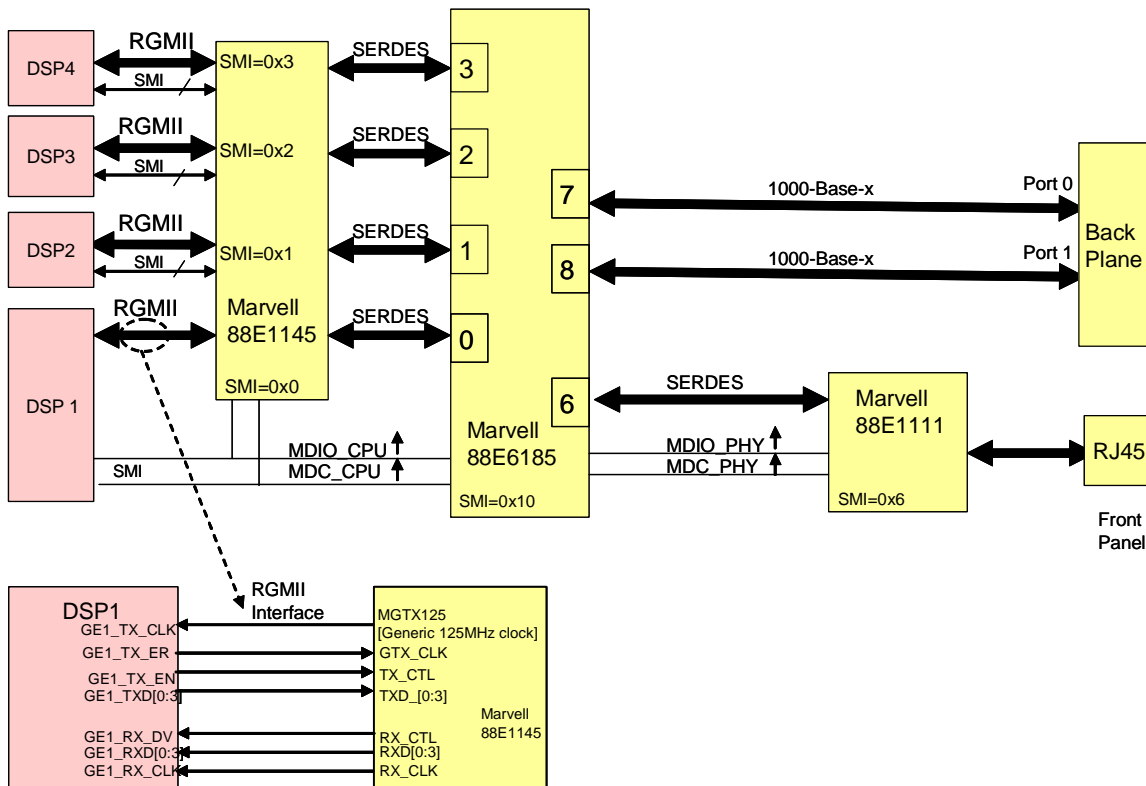 RGMII
DSP4
SMI
SMI=0x3
SERDES
3
RGMII
DSP3
SMI
SMI=0x2
SERDES
2
RGMII
DSP2
SMI
SMI=0x1
SERDES
1
RGMII
DSP 1
Marvell
88E1145
SMI=0x0
SERDES
0
7
1000-Base-x
Port 0
8
1000-Base-x
Port 1
Back
Plane
6
SERDES
Marvell
88E1111
SMI=0x6
MDIO_CPU
SMI
MDC_CPU
Marvell
88E6185
SMI=0x10
MDIO_PHY
MDC_PHY
RJ45
Front
Panel
RGMII
Interface
DSP1
GE1_TX_CLK
GE1_TX_ER
GE1_TX_EN
GE1_TXD[0:3]
GE1_RX_DV
GE1_RXD[0:3]
GE1_RX_CLK
MGTX125
[Generic 125MHz clock]
GTX_CLK
TX_CTL
TXD_[0:3]
Marvell
88E1145
RX_CTL
RXD[0:3]
RX_CLK